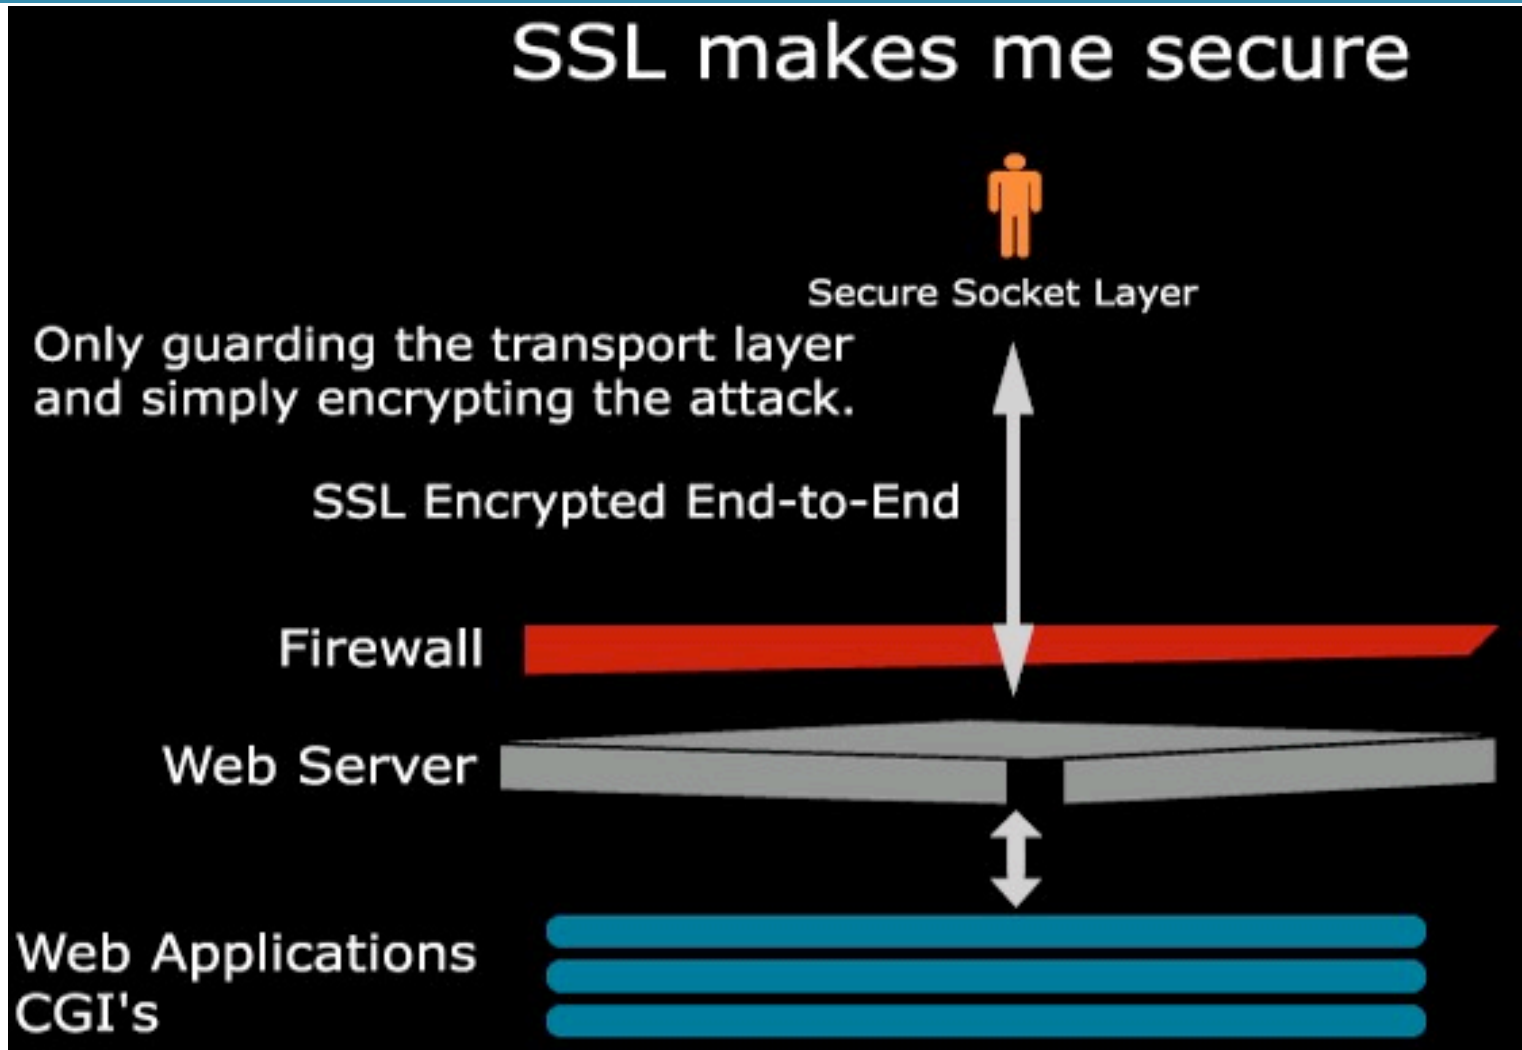 SSL makes me secure
Secure Socket Layer
Only guarding the transport layer
and simply encrypting the attack.
SSL Encrypted End-to-End
Firewall
Web Server
Web Applications
CGI's